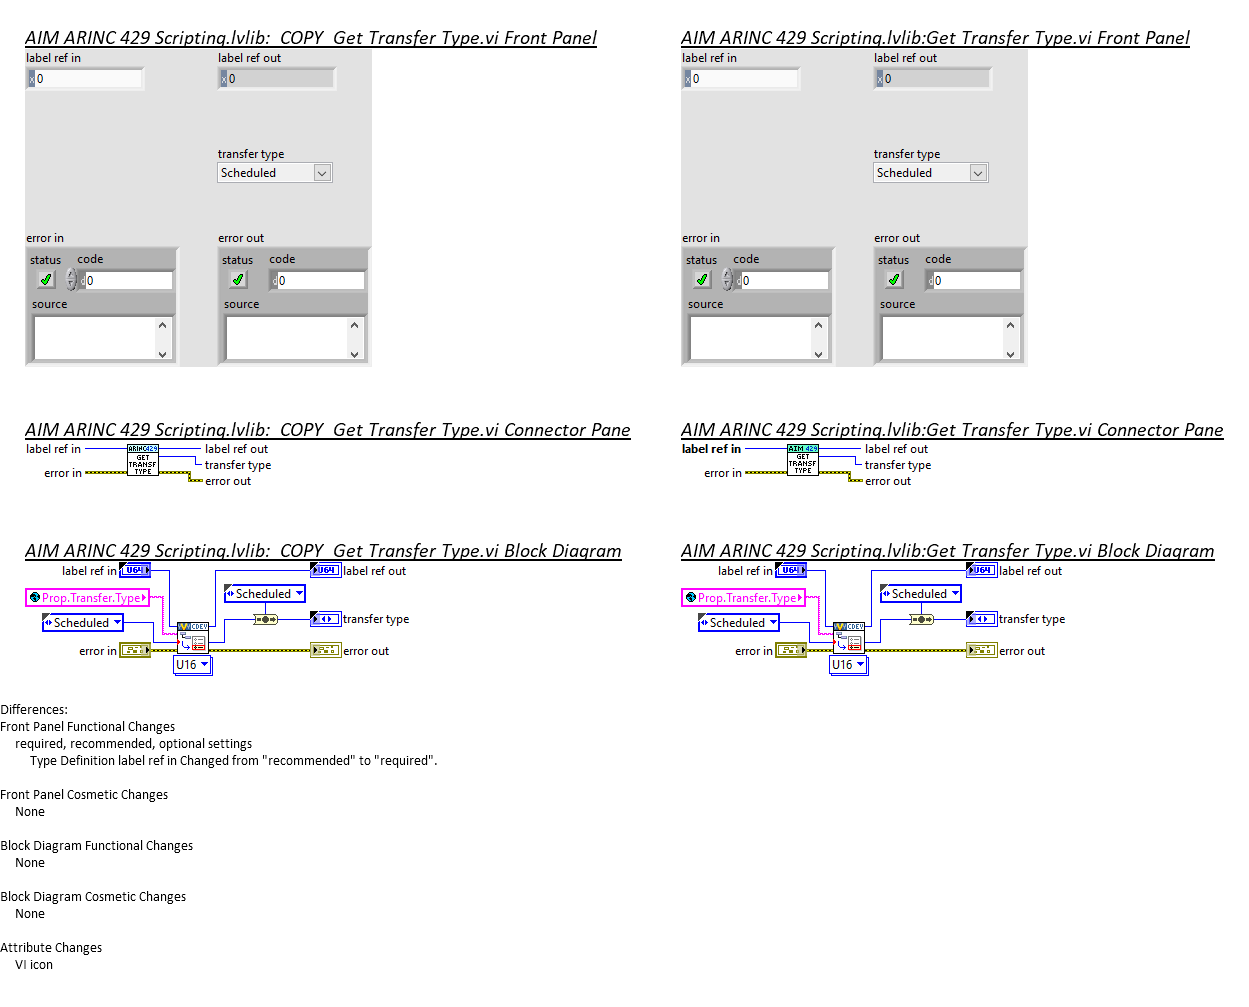 AIM ARINC 429 Scripting.lvlib:_COPY_Get Transfer Type.vi Front Panel
label ref in
label ref out
x 0
x 0
transfer type
Scheduled
error in
error out
status code
status code
d 0
d 0
source
source
AIM ARINC 429 Scripting.lvlib:Get Transfer Type.vi Front Panel
label ref in
label ref out
x 0
x 0
transfer type
Scheduled
error in
error out
status code
status code
d 0
d 0
source
source
AIM ARINC 429 Scripting.lvlib:_COPY_Get Transfer Type.vi Connector Pane
label ref in
ARINC429
GET
TRANSF
TYPE
label ref out
transfer type
error in
error out
AIM ARINC 429 Scripting.lvlib:Get Transfer Type.vi Connector Pane
label ref in
AIM 429
GET
TRANSF
TYPE
label ref out
transfer type
error in
error out
AIM ARINC 429 Scripting.lvlib:_COPY_Get Transfer Type.vi Block Diagram
label ref in
U64
U64
label ref out
Scheduled
Prop.Transfer.Type
Scheduled
transfer type
CDEV
error in
error out
U16
AIM ARINC 429 Scripting.lvlib:Get Transfer Type.vi Block Diagram
label ref in
U64
U64
label ref out
Scheduled
Prop.Transfer.Type
Scheduled
transfer type
CDEV
error in
error out
U16
Differences:
Front Panel Functional Changes
required, recommended, optional settings
Type Definition label ref in Changed from "recommended" to "required".
Front Panel Cosmetic Changes
None
Block Diagram Functional Changes
None
Block Diagram Cosmetic Changes
None
Attribute Changes
VI icon